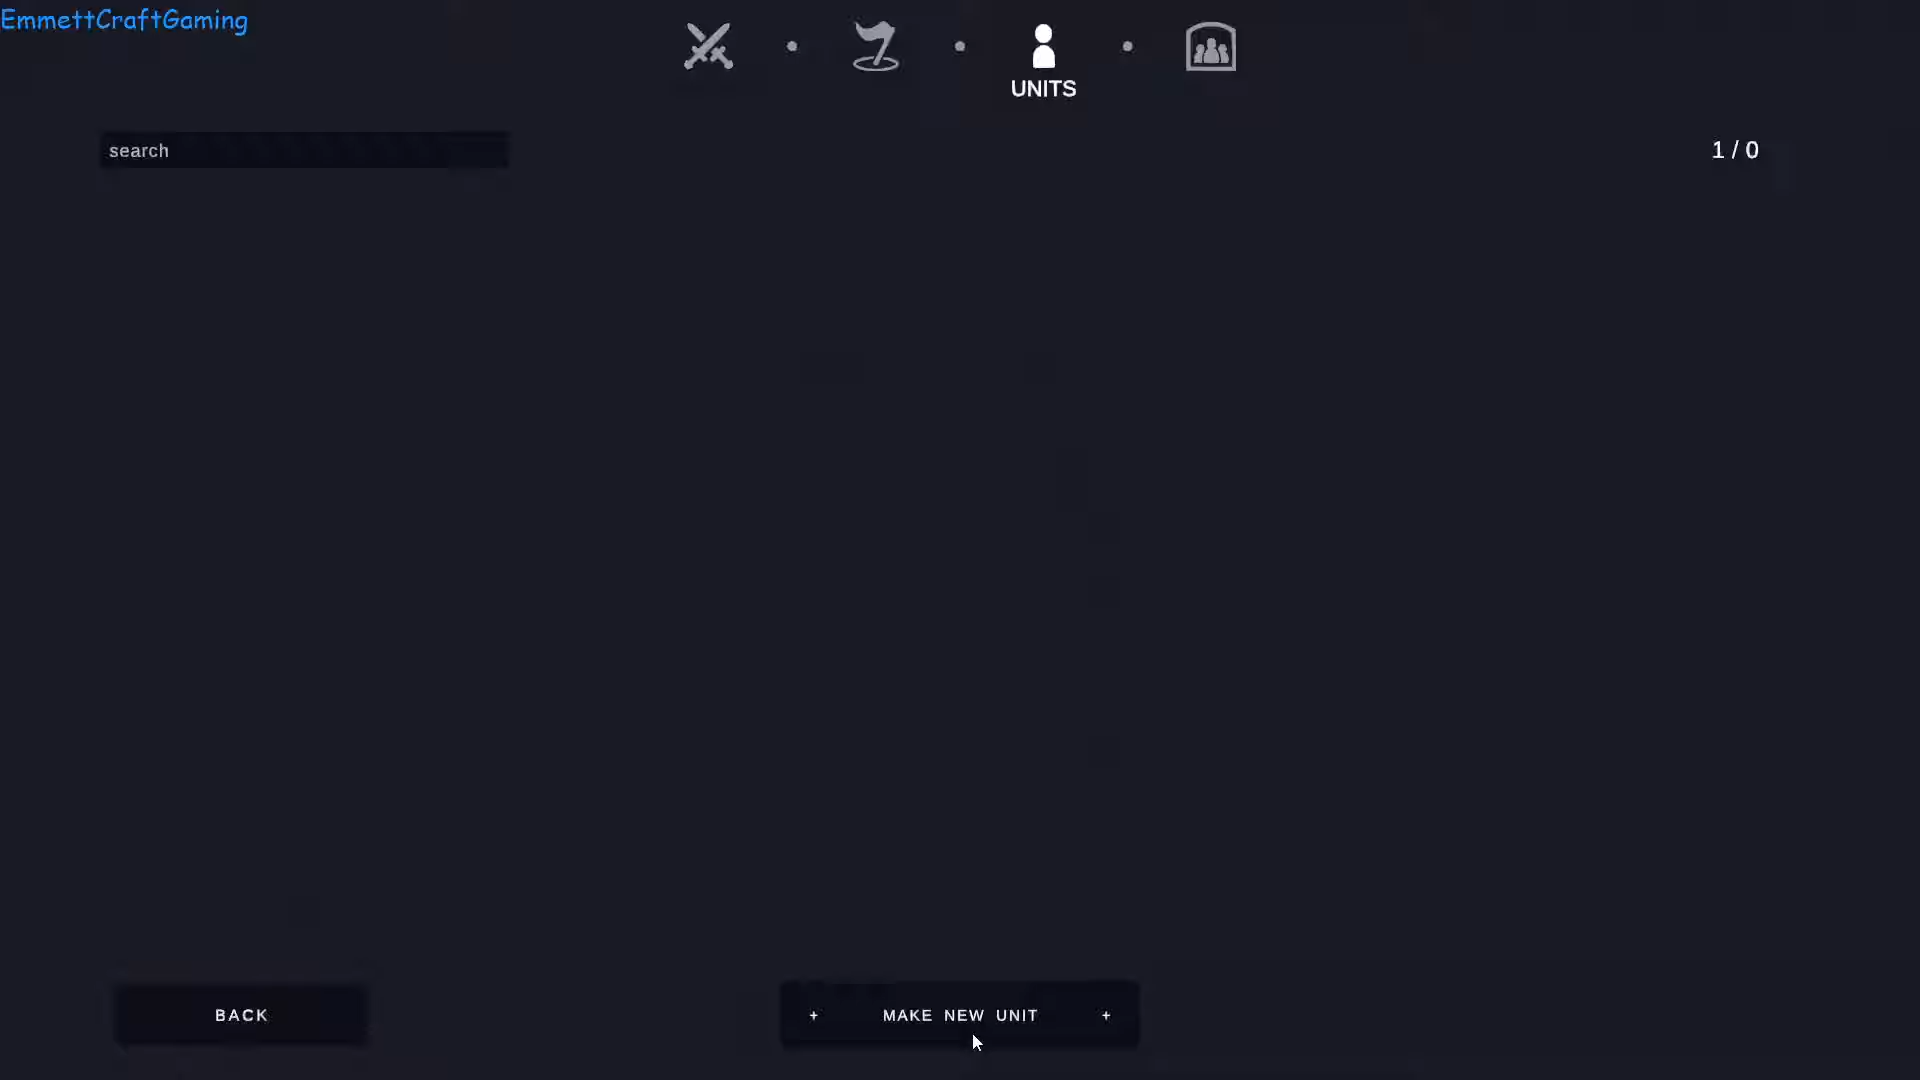 EmmettCraftGaming
UNITS
search
1 / 0
BACK
+ MAKE NEW UNIT +